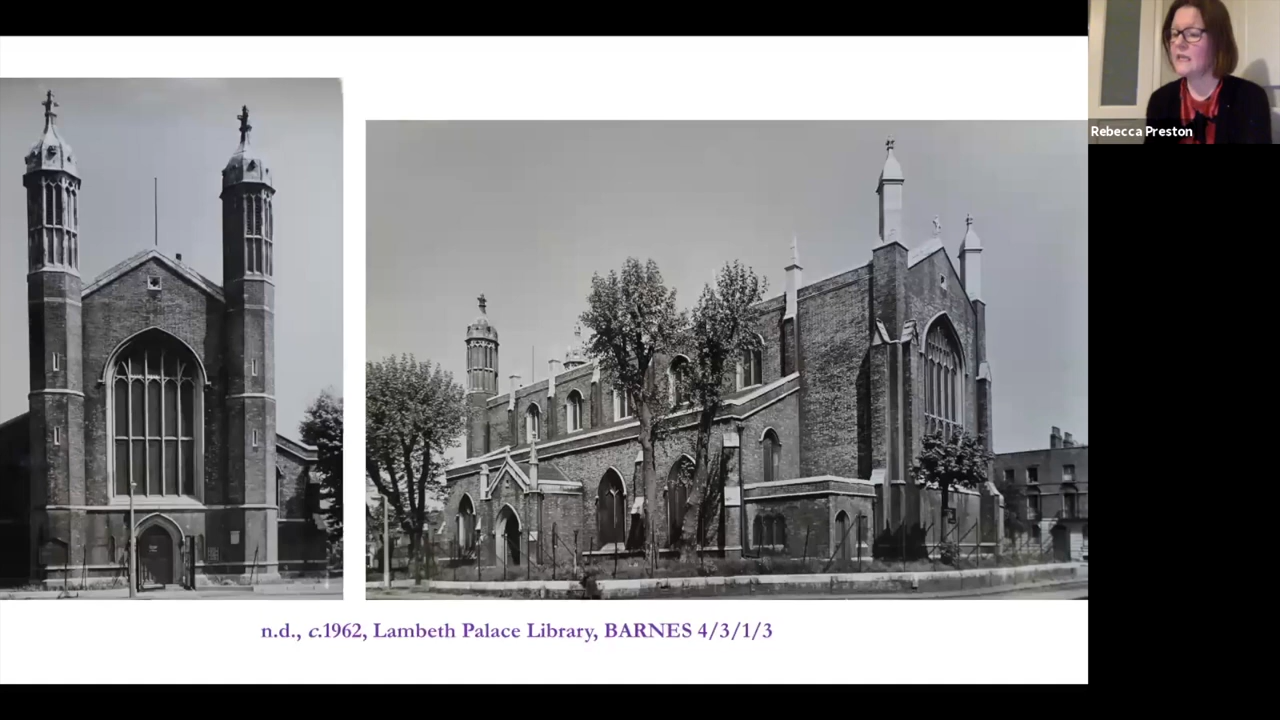 Rebecca Preston
n.d., c.1962, Lambeth Palace Library, BARNES 4/3/1/3